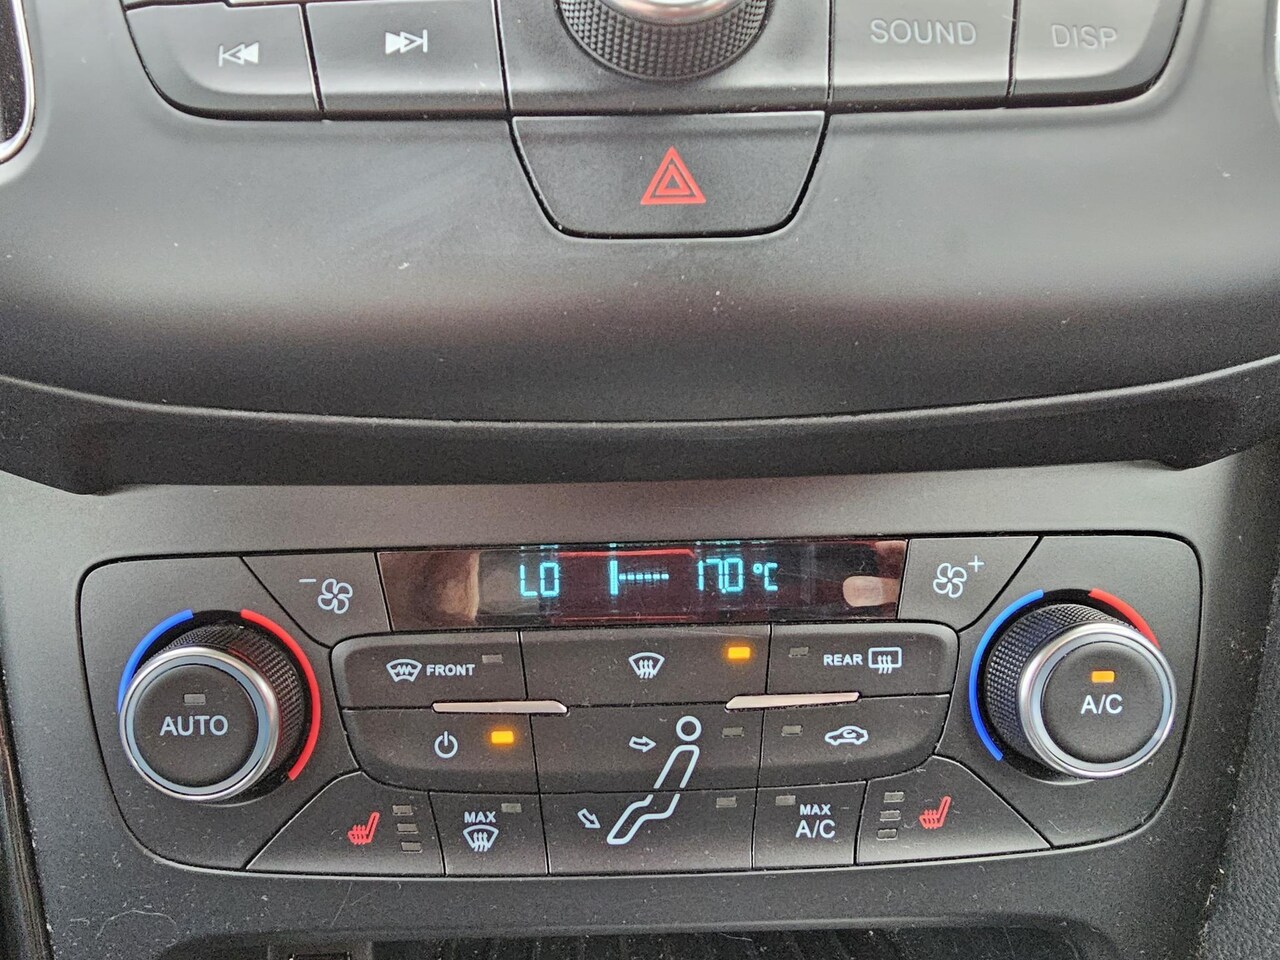 SOUND
DISP
LO 17.0 °C
- +
FRONT
REAR
AUTO
A/C
MAX
MAX
A/C